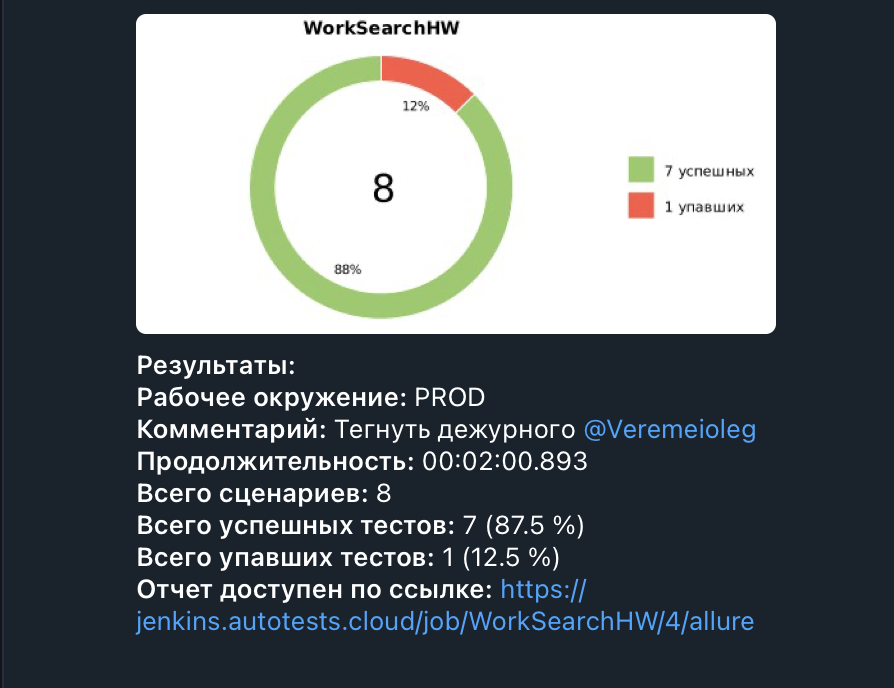 WorkSearchHW
12%
8
88%
7 успешных
1 упавших
Результаты:
Рабочее окружение: PROD
Комментарий: Тегнуть дежурного @Veremeioleg
Продолжительность: 00:02:00.893
Всего сценариев: 8
Всего успешных тестов: 7 (87.5 %)
Всего упавших тестов: 1 (12.5 %)
Отчет доступен по ссылке: https://
jenkins.autotests.cloud/job/WorkSearchHW/4/allure